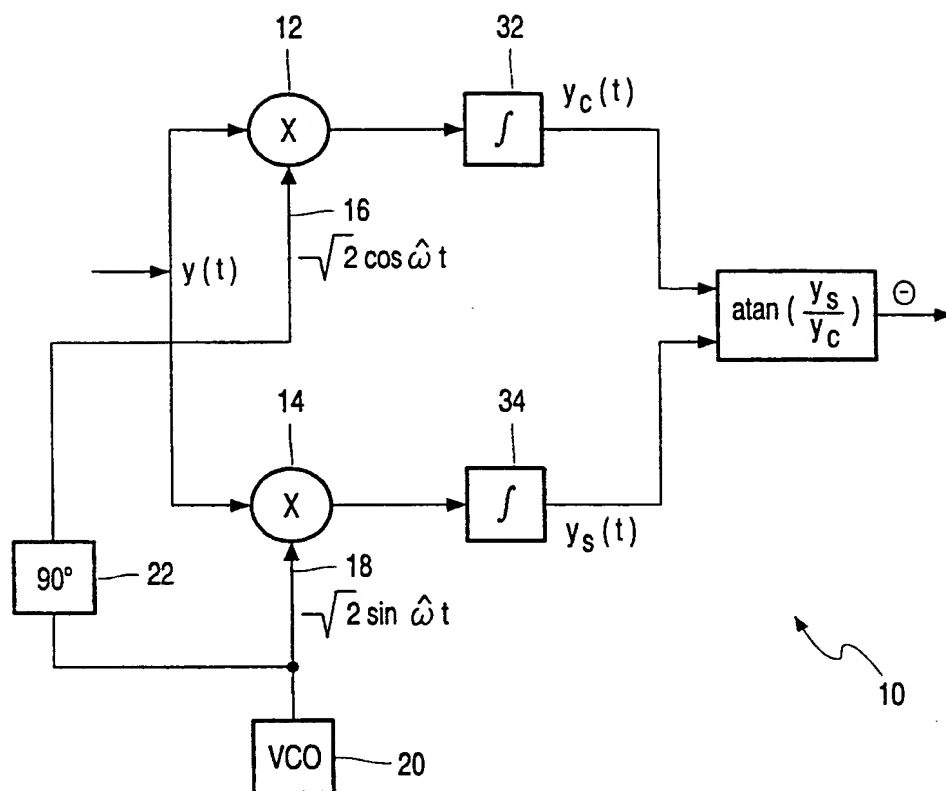 12
32
X
∫
y_c(t)
16
√2 cos ω̂ t
y(t)
atan ( y_s / y_c )
Θ
14
34
X
∫
y_s(t)
18
√2 sin ω̂ t
90°
22
10
VCO
20